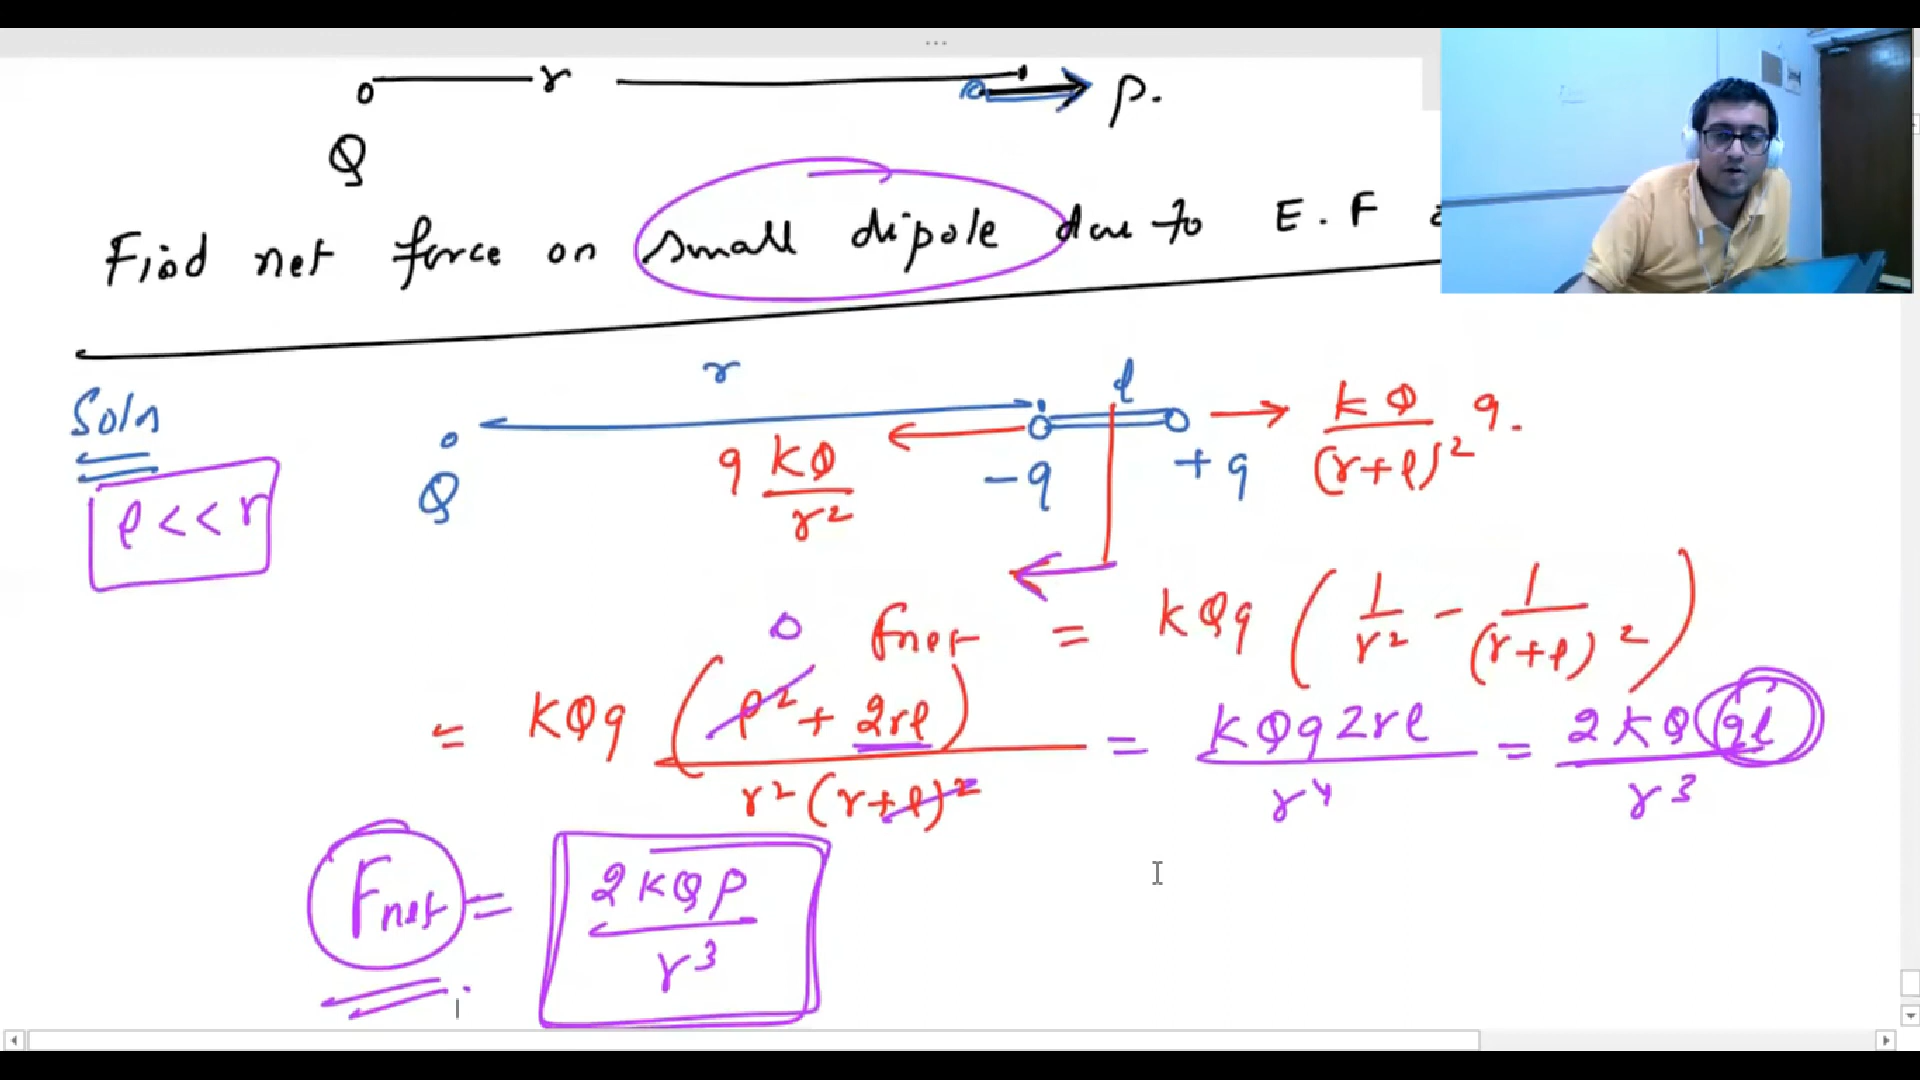 r
p.
Q
Find net force on small dipole due to E.F
r
l
Soln
kQ/(r+l)² q.
q kQ/r²
-q
+q
Q
l << r
0 Fnet = kQq (1/r² - 1/(r+l)²)
= kQq (l² + 2rl)/r²(r+l)² = kQq2rl/r⁴ = 2kQql/r³
Fnet = 2KQp/r³